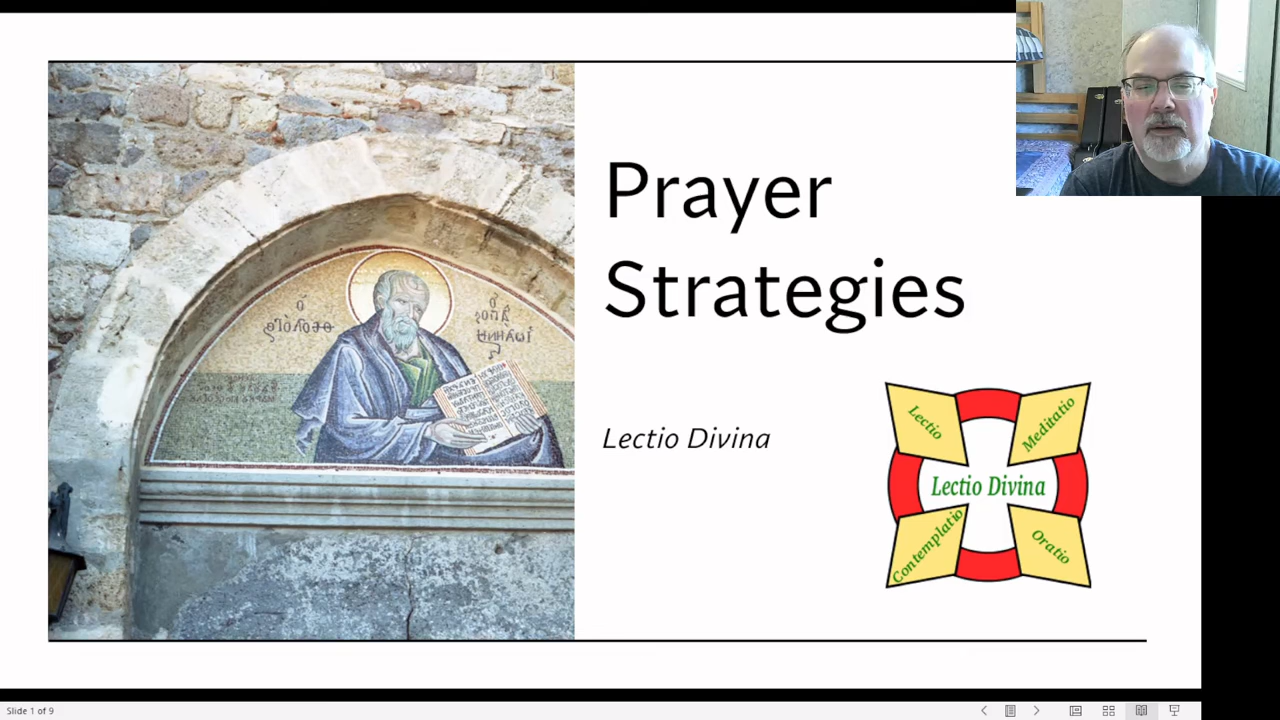 Prayer
Strategies
Lectio Divina
Lectio
Meditatio
Lectio Divina
Contemplatio
Oratio
Slide 1 of 9